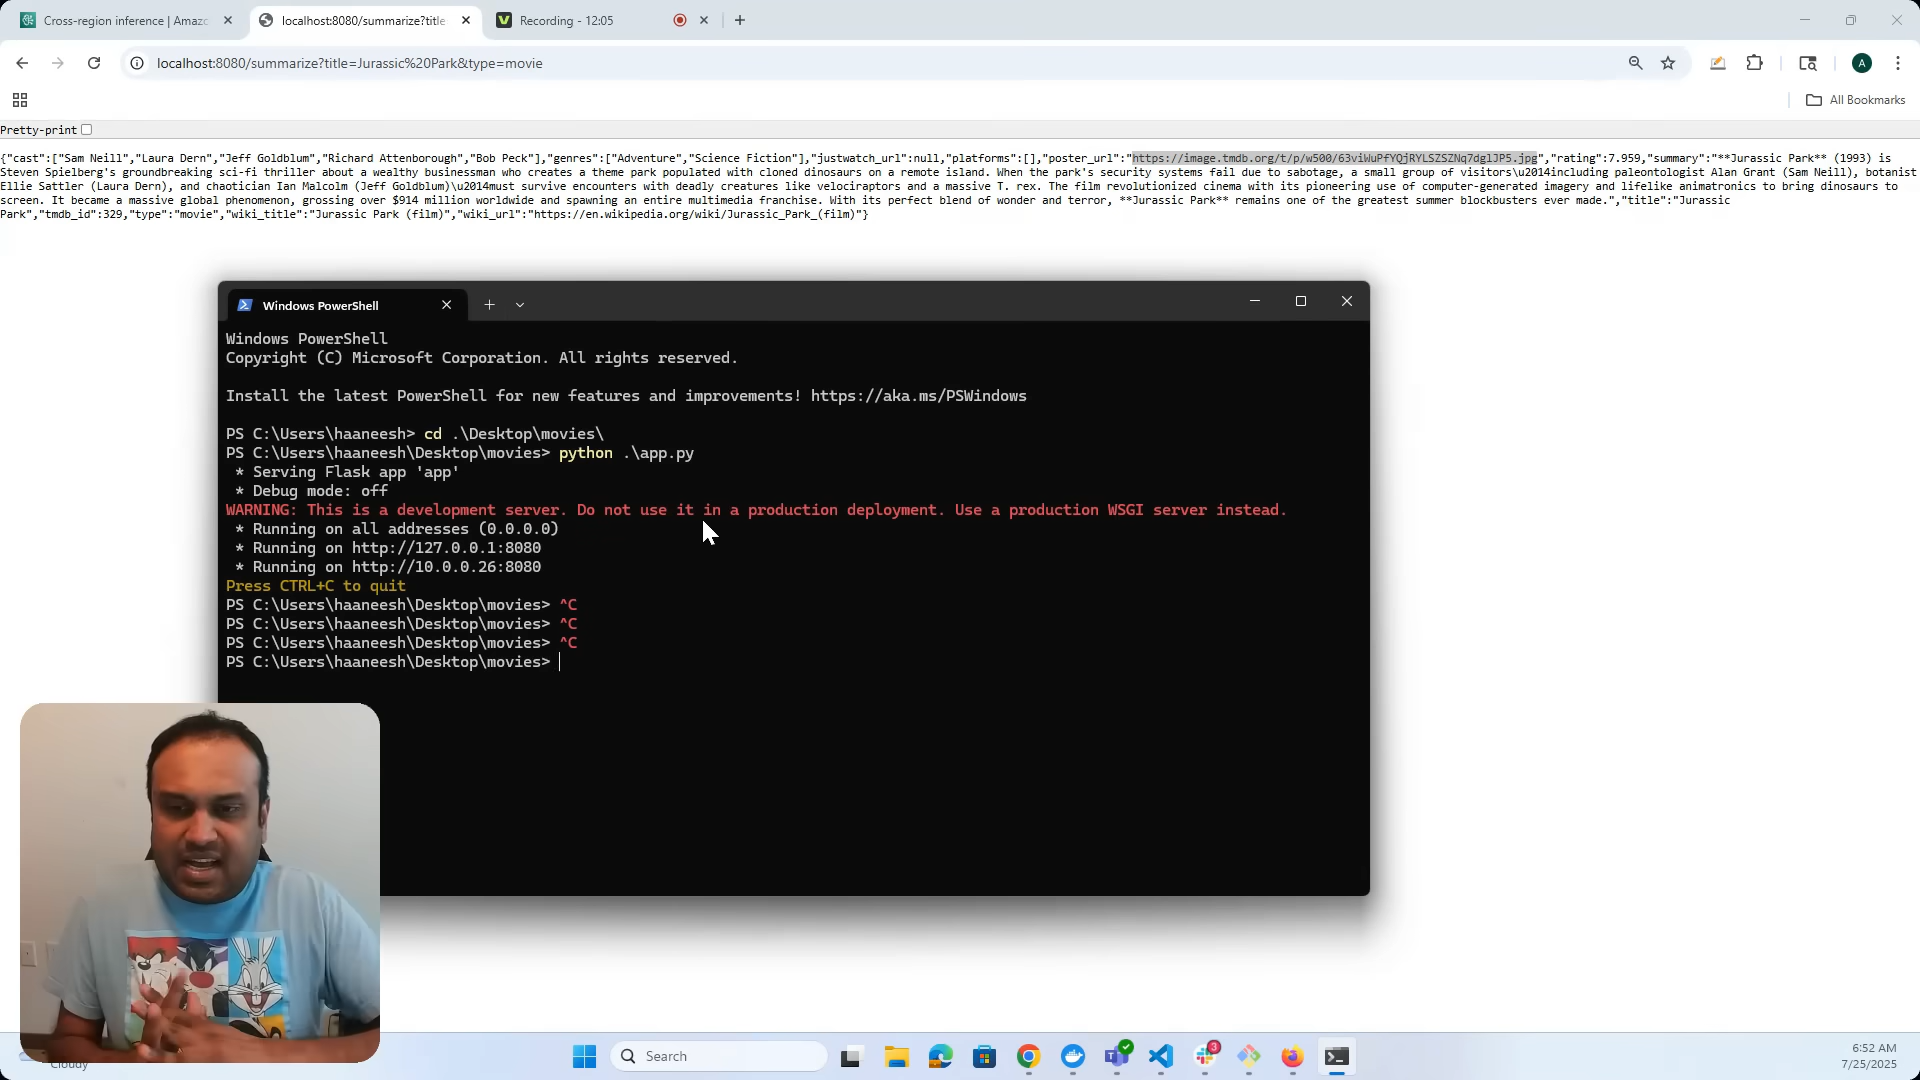 Cross-region inference | Amazo
localhost:8080/summarize?title
Recording - 12:05
localhost:8080/summarize?title=Jurassic%20Park&type=movie
A
All Bookmarks
Pretty-print
{"cast":["Sam Neill","Laura Dern","Jeff Goldblum","Richard Attenborough","Bob Peck"],"genres":["Adventure","Science Fiction"],"justwatch_url":null,"platforms":[],"poster_url":"https://image.tmdb.org/t/p/w500/63viWuPfYQjRYLSZSZNq7dglJP5.jpg","rating":7.959,"summary":"**Jurassic Park** (1993) is
Steven Spielberg's groundbreaking sci-fi thriller about a wealthy businessman who creates a theme park populated with cloned dinosaurs on a remote island. When the park's security systems fail due to sabotage, a small group of visitors\u2014including paleontologist Alan Grant (Sam Neill), botanist
Ellie Sattler (Laura Dern), and chaotician Ian Malcolm (Jeff Goldblum)\u2014must survive encounters with deadly creatures like velociraptors and a massive T. rex. The film revolutionized cinema with its pioneering use of computer-generated imagery and lifelike animatronics to bring dinosaurs to
screen. It became a massive global phenomenon, grossing over $914 million worldwide and spawning an entire multimedia franchise. With its perfect blend of wonder and terror, **Jurassic Park** remains one of the greatest summer blockbusters ever made.","title":"Jurassic
Park","tmdb_id":329,"type":"movie","wiki_title":"Jurassic Park (film)","wiki_url":"https://en.wikipedia.org/wiki/Jurassic_Park_(film)"}
Windows PowerShell
Windows PowerShell
Copyright (C) Microsoft Corporation. All rights reserved.
Install the latest PowerShell for new features and improvements! https://aka.ms/PSWindows
PS C:\Users\haaneesh> cd .\Desktop\movies\
PS C:\Users\haaneesh\Desktop\movies> python .\app.py
* Serving Flask app 'app'
* Debug mode: off
WARNING: This is a development server. Do not use it in a production deployment. Use a production WSGI server instead.
* Running on all addresses (0.0.0.0)
* Running on http://127.0.0.1:8080
* Running on http://10.0.0.26:8080
Press CTRL+C to quit
PS C:\Users\haaneesh\Desktop\movies> ^C
PS C:\Users\haaneesh\Desktop\movies> ^C
PS C:\Users\haaneesh\Desktop\movies> ^C
PS C:\Users\haaneesh\Desktop\movies>
Cloudy
Search
3
6:52 AM
7/25/2025